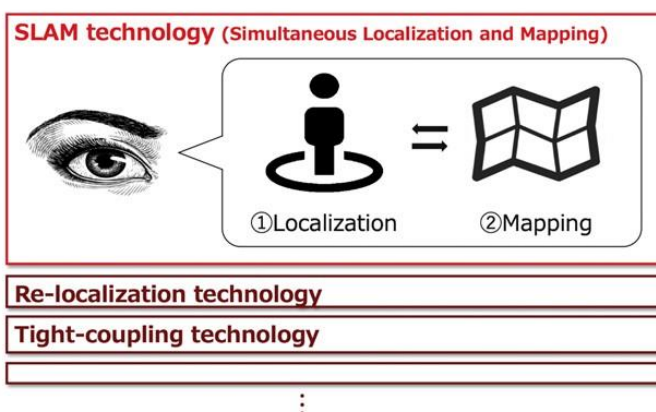 SLAM technology (Simultaneous Localization and Mapping)
①Localization
②Mapping
Re-localization technology
Tight-coupling technology
⋮